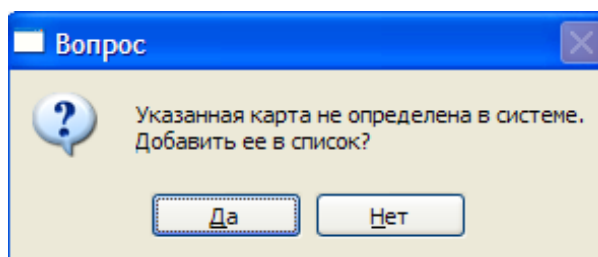 Вопрос
Указанная карта не определена в системе.
Добавить ее в список?
Да
Нет